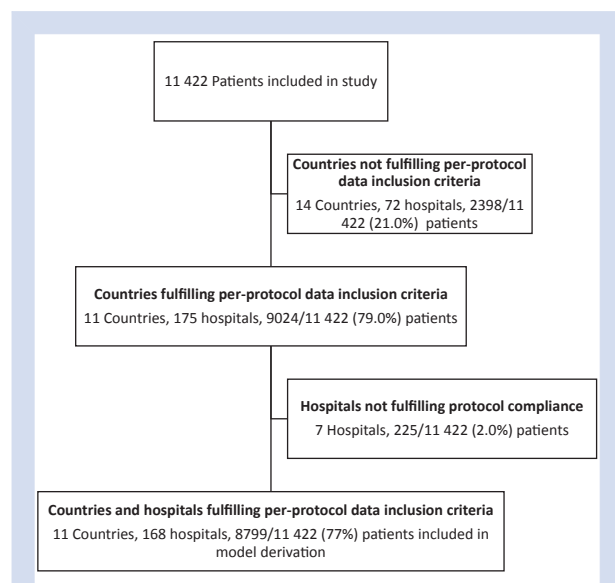 11 422 Patients included in study
Countries not fulfilling per-protocol
data inclusion criteria
14 Countries, 72 hospitals, 2398/11
422 (21.0%) patients
Countries fulfilling per-protocol data inclusion criteria
11 Countries, 175 hospitals, 9024/11 422 (79.0%) patients
Hospitals not fulfilling protocol compliance
7 Hospitals, 225/11 422 (2.0%) patients
Countries and hospitals fulfilling per-protocol data inclusion criteria
11 Countries, 168 hospitals, 8799/11 422 (77%) patients included in
model derivation